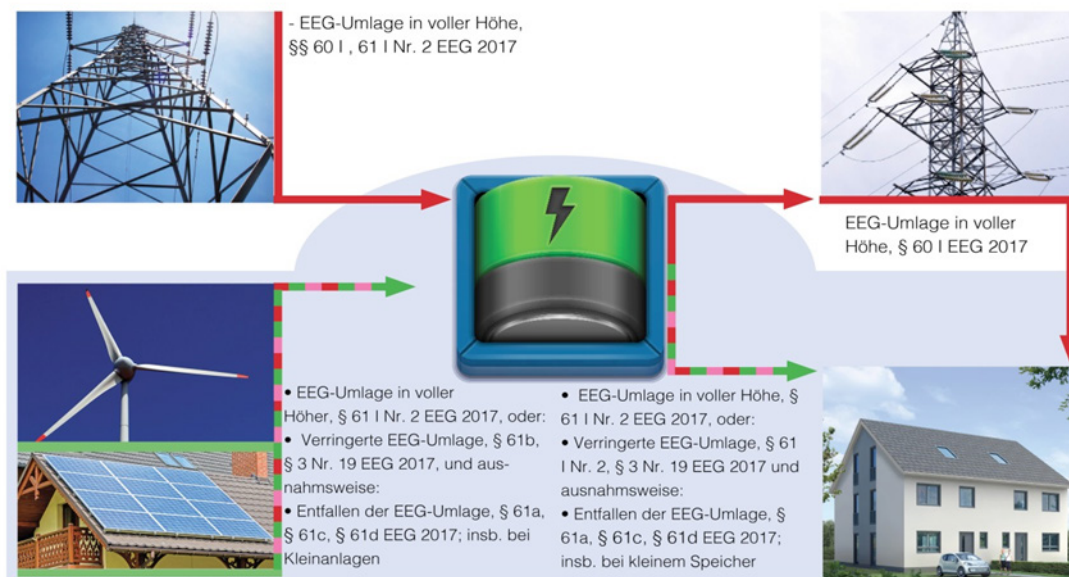 - EEG-Umlage in voller Höhe,
§§ 60 I , 61 I Nr. 2 EEG 2017
EEG-Umlage in voller
Höhe, § 60 I EEG 2017
• EEG-Umlage in voller
Höher, § 61 I Nr. 2 EEG 2017, oder:
• Verringerte EEG-Umlage, § 61b,
§ 3 Nr. 19 EEG 2017, und aus-
nahmsweise:
• Entfallen der EEG-Umlage, § 61a,
§ 61c, § 61d EEG 2017; insb. bei
Kleinanlagen
• EEG-Umlage in voller Höhe, §
61 I Nr. 2 EEG 2017, oder:
• Verringerte EEG-Umlage, § 61
I Nr. 2, § 3 Nr. 19 EEG 2017 und
ausnahmsweise:
• Entfallen der EEG-Umlage, §
61a, § 61c, § 61d EEG 2017;
insb. bei kleinem Speicher